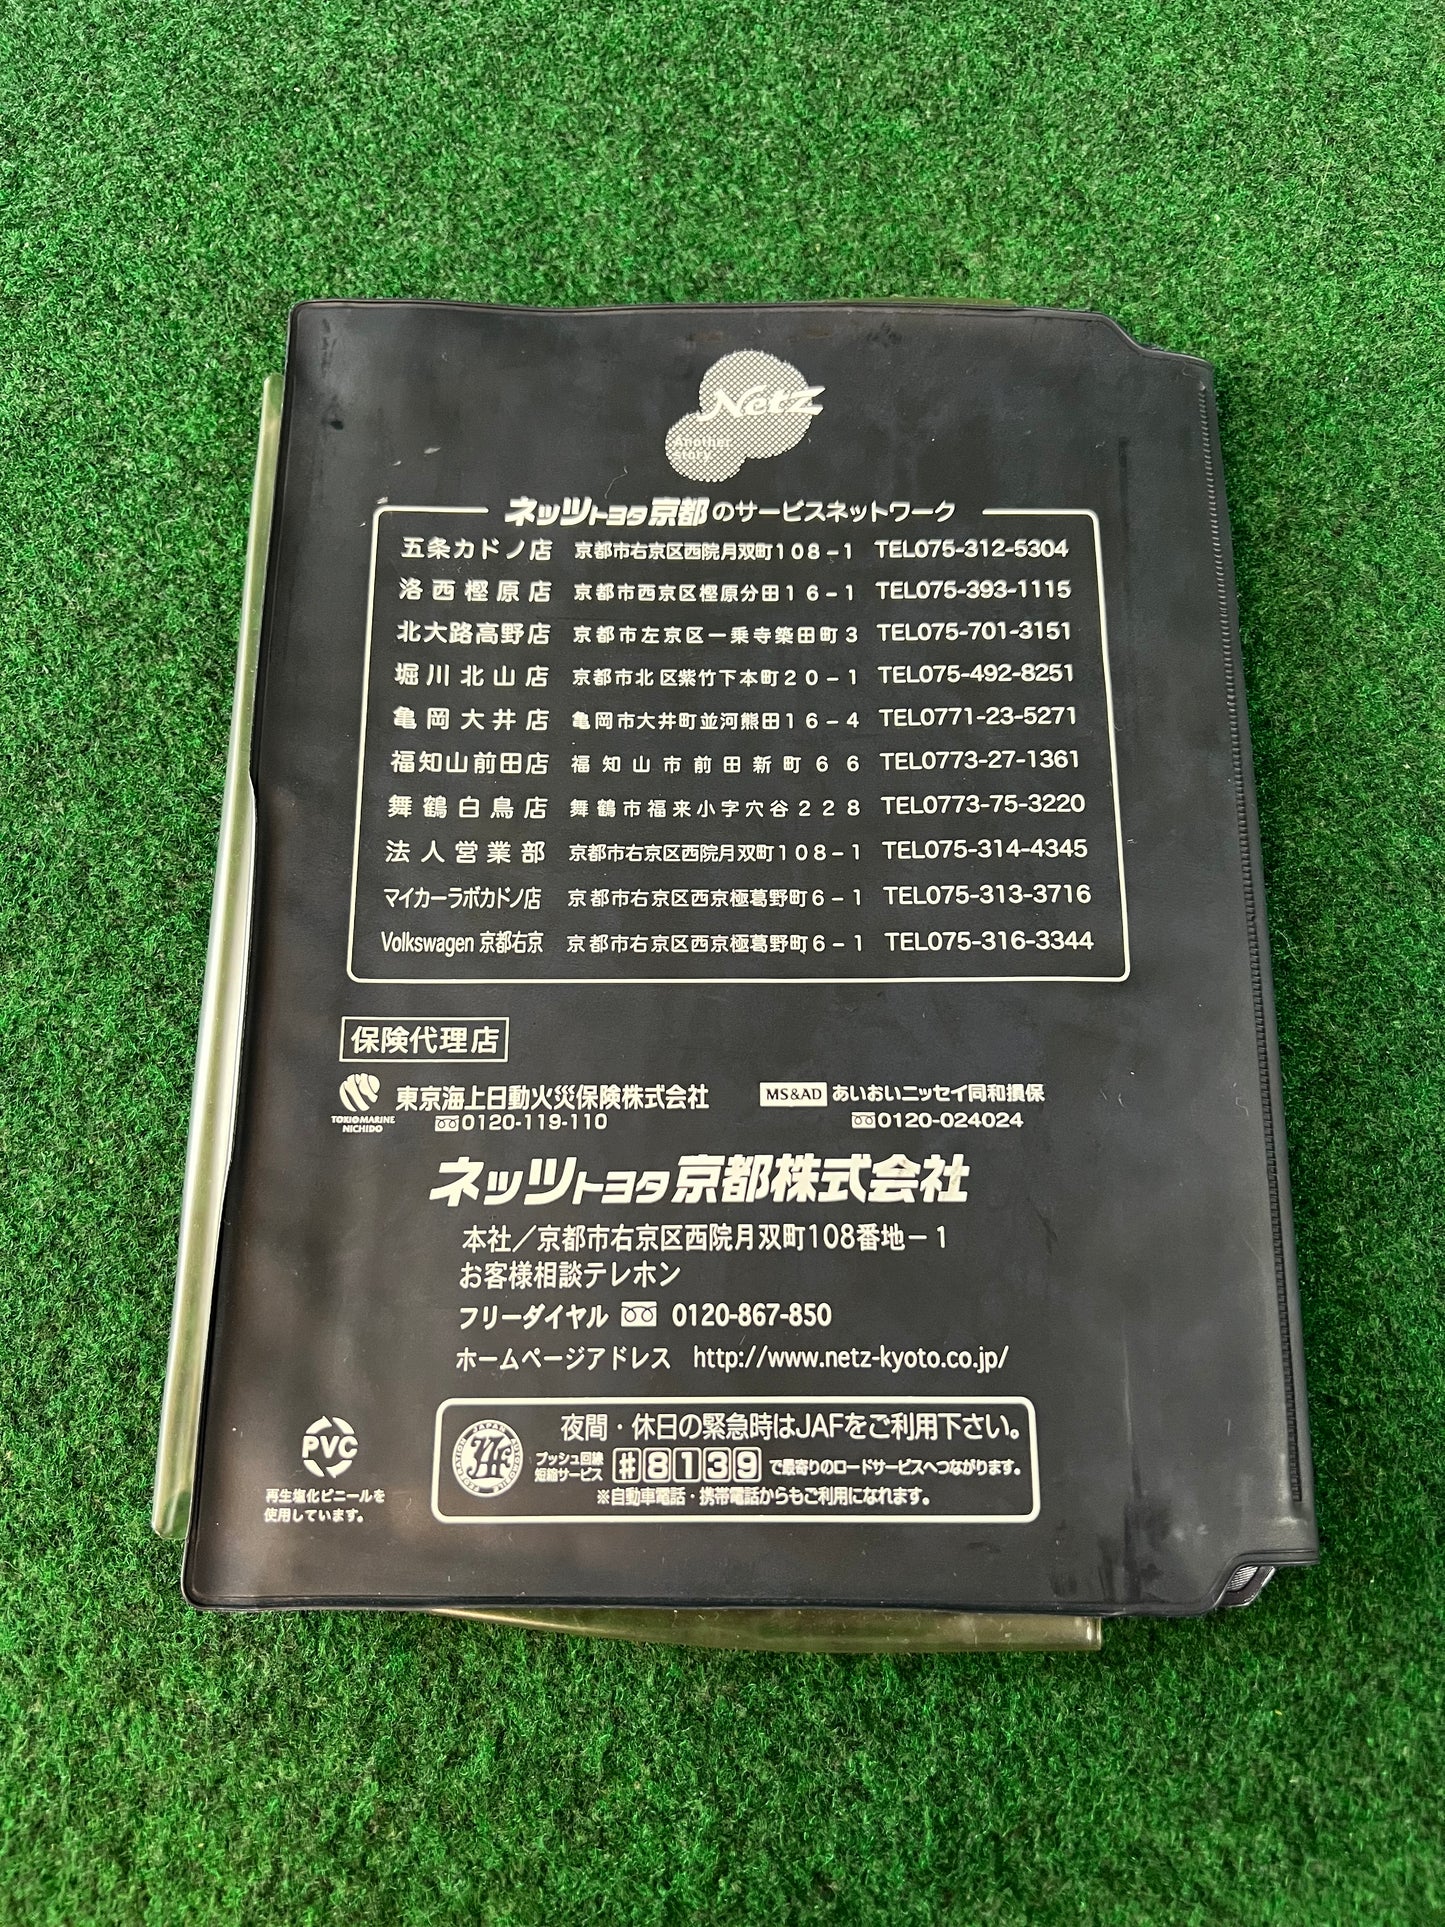 Netz
Another
story.
ネッツトヨタ京都のサービスネットワーク
五条カドノ店 京都市右京区西院月双町108-1 TEL075-312-5304
洛西樫原店 京都市西京区樫原分田16-1 TEL075-393-1115
北大路高野店 京都市左京区一乗寺築田町3 TEL075-701-3151
堀川北山店 京都市北区紫竹下本町20-1 TEL075-492-8251
亀岡大井店 亀岡市大井町並河熊田16-4 TEL0771-23-5271
福知山前田店 福知山市前田新町66 TEL0773-27-1361
舞鶴白鳥店 舞鶴市福来小字穴谷228 TEL0773-75-3220
法人営業部 京都市右京区西院月双町108-1 TEL075-314-4345
マイカーラボカドノ店 京都市右京区西京極葛野町6-1 TEL075-313-3716
Volkswagen 京都右京 京都市右京区西京極葛野町6-1 TEL075-316-3344
保険代理店
TOKIO MARINE
NICHIDO
東京海上日動火災保険株式会社
0120-119-110
MS&AD あいおいニッセイ同和損保
0120-024024
ネッツトヨタ京都株式会社
本社／京都市右京区西院月双町108番地-1
お客様相談テレホン
フリーダイヤル 0120-867-850
ホームページアドレス http://www.netz-kyoto.co.jp/
PVC
再生塩化ビニールを
使用しています。
JAPAN AUTOMOBILE FEDERATION
JAF
夜間・休日の緊急時はJAFをご利用下さい。
プッシュ回線
短縮サービス
#8139で最寄りのロードサービスへつながります。
※自動車電話・携帯電話からもご利用になれます。